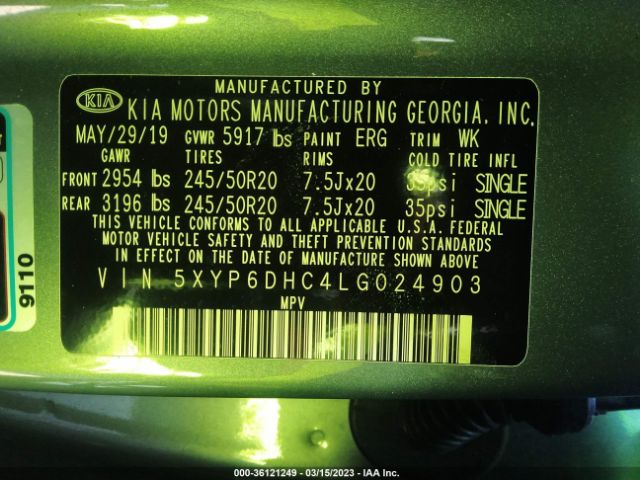 MANUFACTURED BY
KIA KIA MOTORS MANUFACTURING GEORGIA, INC.
MAY/29/19 GVWR 5917 lbs PAINT ERG TRIM WK
GAWR TIRES RIMS COLD TIRE INFL
FRONT 2954 lbs 245/50R20 7.5Jx20 35psi SINGLE
REAR 3196 lbs 245/50R20 7.5Jx20 35psi SINGLE
THIS VEHICLE CONFORMS TO ALL APPLICABLE U.S.A. FEDERAL
MOTOR VEHICLE SAFETY AND THEFT PREVENTION STANDARDS
IN EFFECT ON THE DATE OF MANUFACTURE SHOWN ABOVE
VIN 5XYP6DHC4LG024903
MPV
9110
000-36121249 - 03/15/2023 - IAA Inc.